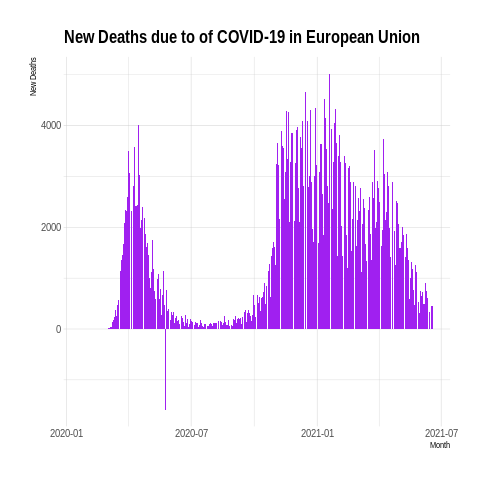 New Deaths due to of COVID-19 in European Union
New Deaths
4000
2000
0
2020-01 2020-07 2021-01 2021-07
Month